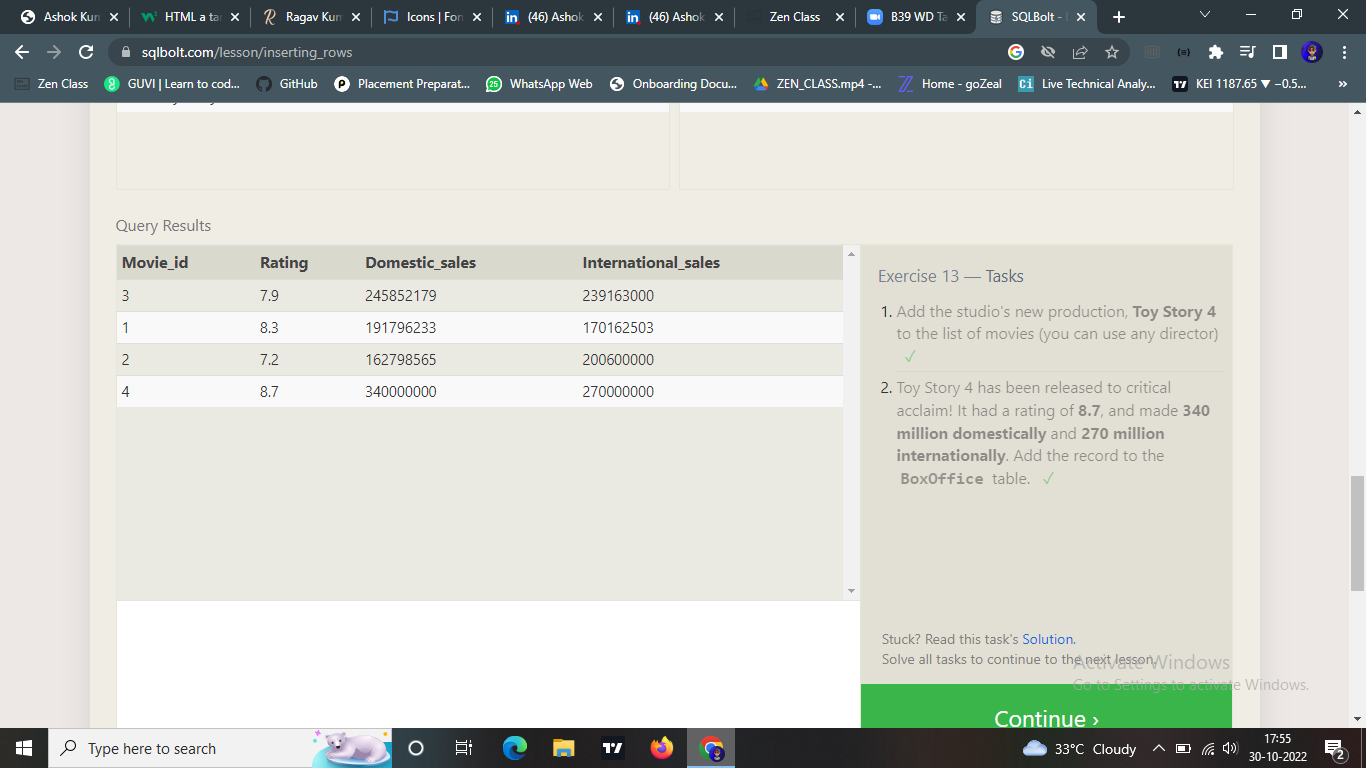 Ashok Kun
HTML a tar
Ragav Kum
Icons | Fon
(46) Ashok
(46) Ashok
Zen Class
B39 WD Ta
SQLBolt -
sqlbolt.com/lesson/inserting_rows
Zen Class
GUVI | Learn to cod...
GitHub
Placement Preparat...
25 WhatsApp Web
Onboarding Docu...
ZEN_CLASS.mp4 -...
Home - goZeal
Ci Live Technical Analy...
KEI 1187.65 ▼ −0.5...
»
Query Results
Movie_id Rating Domestic_sales International_sales
3 7.9 245852179 239163000
1 8.3 191796233 170162503
2 7.2 162798565 200600000
4 8.7 340000000 270000000
Exercise 13 — Tasks
1. Add the studio's new production, Toy Story 4
to the list of movies (you can use any director)
✓
2. Toy Story 4 has been released to critical
acclaim! It had a rating of 8.7, and made 340
million domestically and 270 million
internationally. Add the record to the
BoxOffice table. ✓
Stuck? Read this task's Solution.
Solve all tasks to continue to the next lesson.
Activate Windows
Go to Settings to activate Windows.
Continue ›
Type here to search
33°C Cloudy
17:55
30-10-2022
2